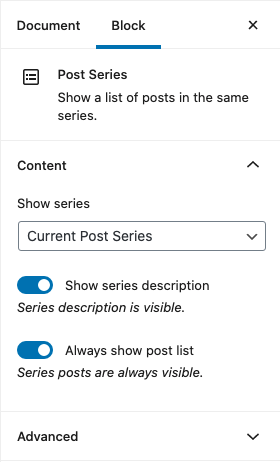 Document Block
Post Series
Show a list of posts in the same
series.
Content
Show series
Current Post Series
Show series description
Series description is visible.
Always show post list
Series posts are always visible.
Advanced